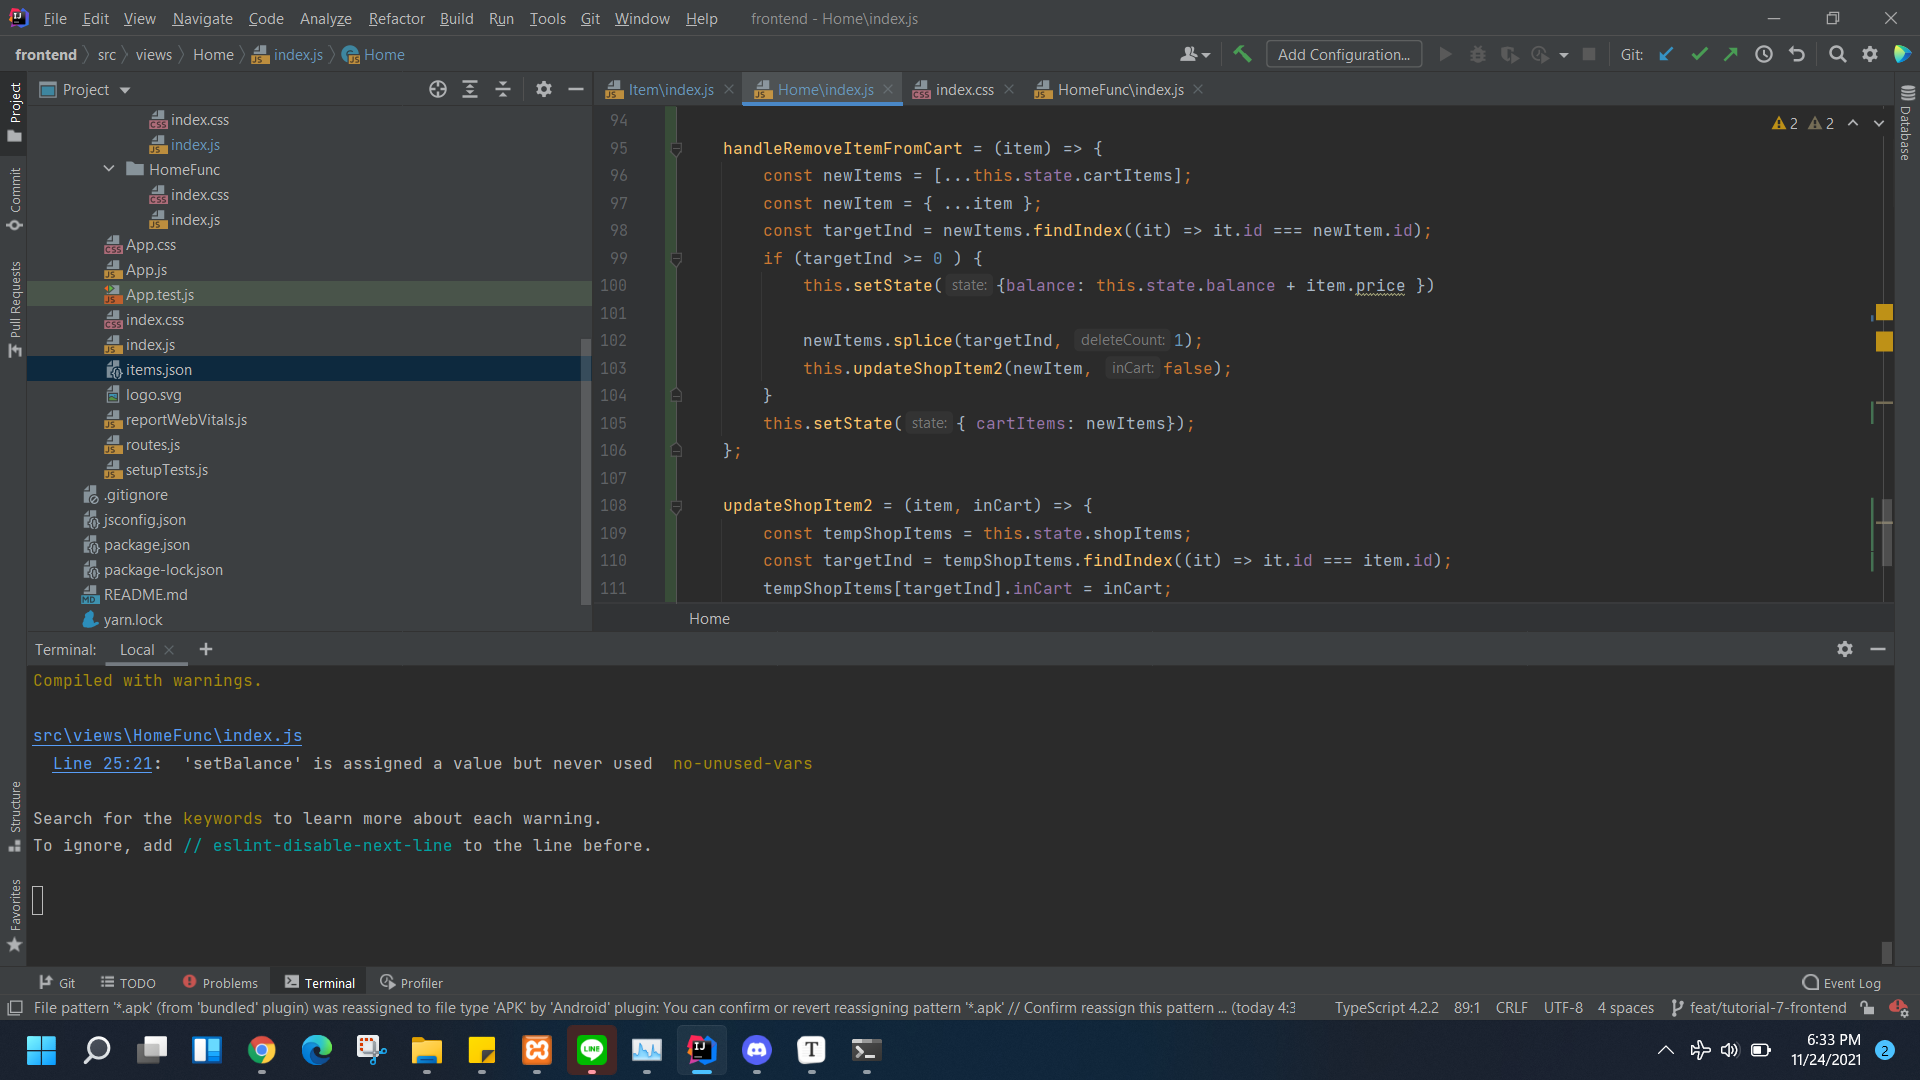 File Edit View Navigate Code Analyze Refactor Build Run Tools Git Window Help frontend - Home\index.js
frontend src views Home index.js Home Add Configuration... Git:
Project
Item\index.js Home\index.js index.css HomeFunc\index.js
Project
Commit
Pull Requests
Structure
Favorites
Database
index.css
index.js
HomeFunc
index.css
index.js
App.css
App.js
App.test.js
index.css
index.js
items.json
logo.svg
reportWebVitals.js
routes.js
setupTests.js
.gitignore
jsconfig.json
package.json
package-lock.json
README.md
yarn.lock
2 2
94
95 handleRemoveItemFromCart = (item) => {
96 const newItems = [...this.state.cartItems];
97 const newItem = { ...item };
98 const targetInd = newItems.findIndex((it) => it.id === newItem.id);
99 if (targetInd >= 0 ) {
100 this.setState( state: {balance: this.state.balance + item.price })
101
102 newItems.splice(targetInd, deleteCount: 1);
103 this.updateShopItem2(newItem, inCart: false);
104 }
105 this.setState( state: { cartItems: newItems});
106 };
107
108 updateShopItem2 = (item, inCart) => {
109 const tempShopItems = this.state.shopItems;
110 const targetInd = tempShopItems.findIndex((it) => it.id === item.id);
111 tempShopItems[targetInd].inCart = inCart;
Home
Terminal: Local
Compiled with warnings.
src\views\HomeFunc\index.js
Line 25:21: 'setBalance' is assigned a value but never used no-unused-vars
Search for the keywords to learn more about each warning.
To ignore, add // eslint-disable-next-line to the line before.
Git TODO Problems Terminal Profiler Event Log
File pattern '*.apk' (from 'bundled' plugin) was reassigned to file type 'APK' by 'Android' plugin: You can confirm or revert reassigning pattern '*.apk' // Confirm reassign this pattern ... (today 4:3 TypeScript 4.2.2 89:1 CRLF UTF-8 4 spaces feat/tutorial-7-frontend
6:33 PM
11/24/2021
2